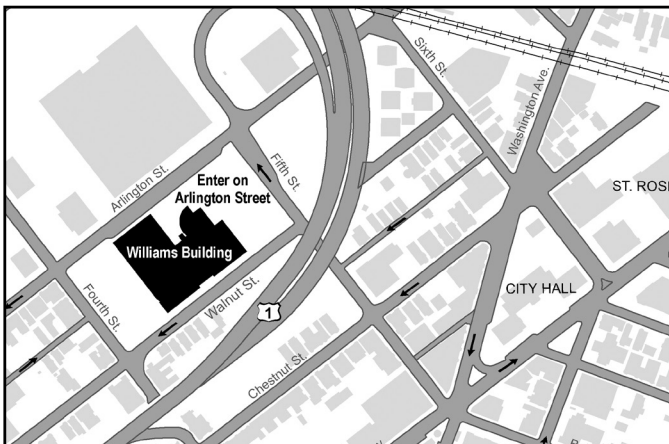 Sixth St.
Washington Ave.
Arlington St.
Fifth St.
Enter on
Arlington Street
ST. ROS
Williams Building
CITY HALL
Fourth St.
Walnut St.
1
Chestnut St.